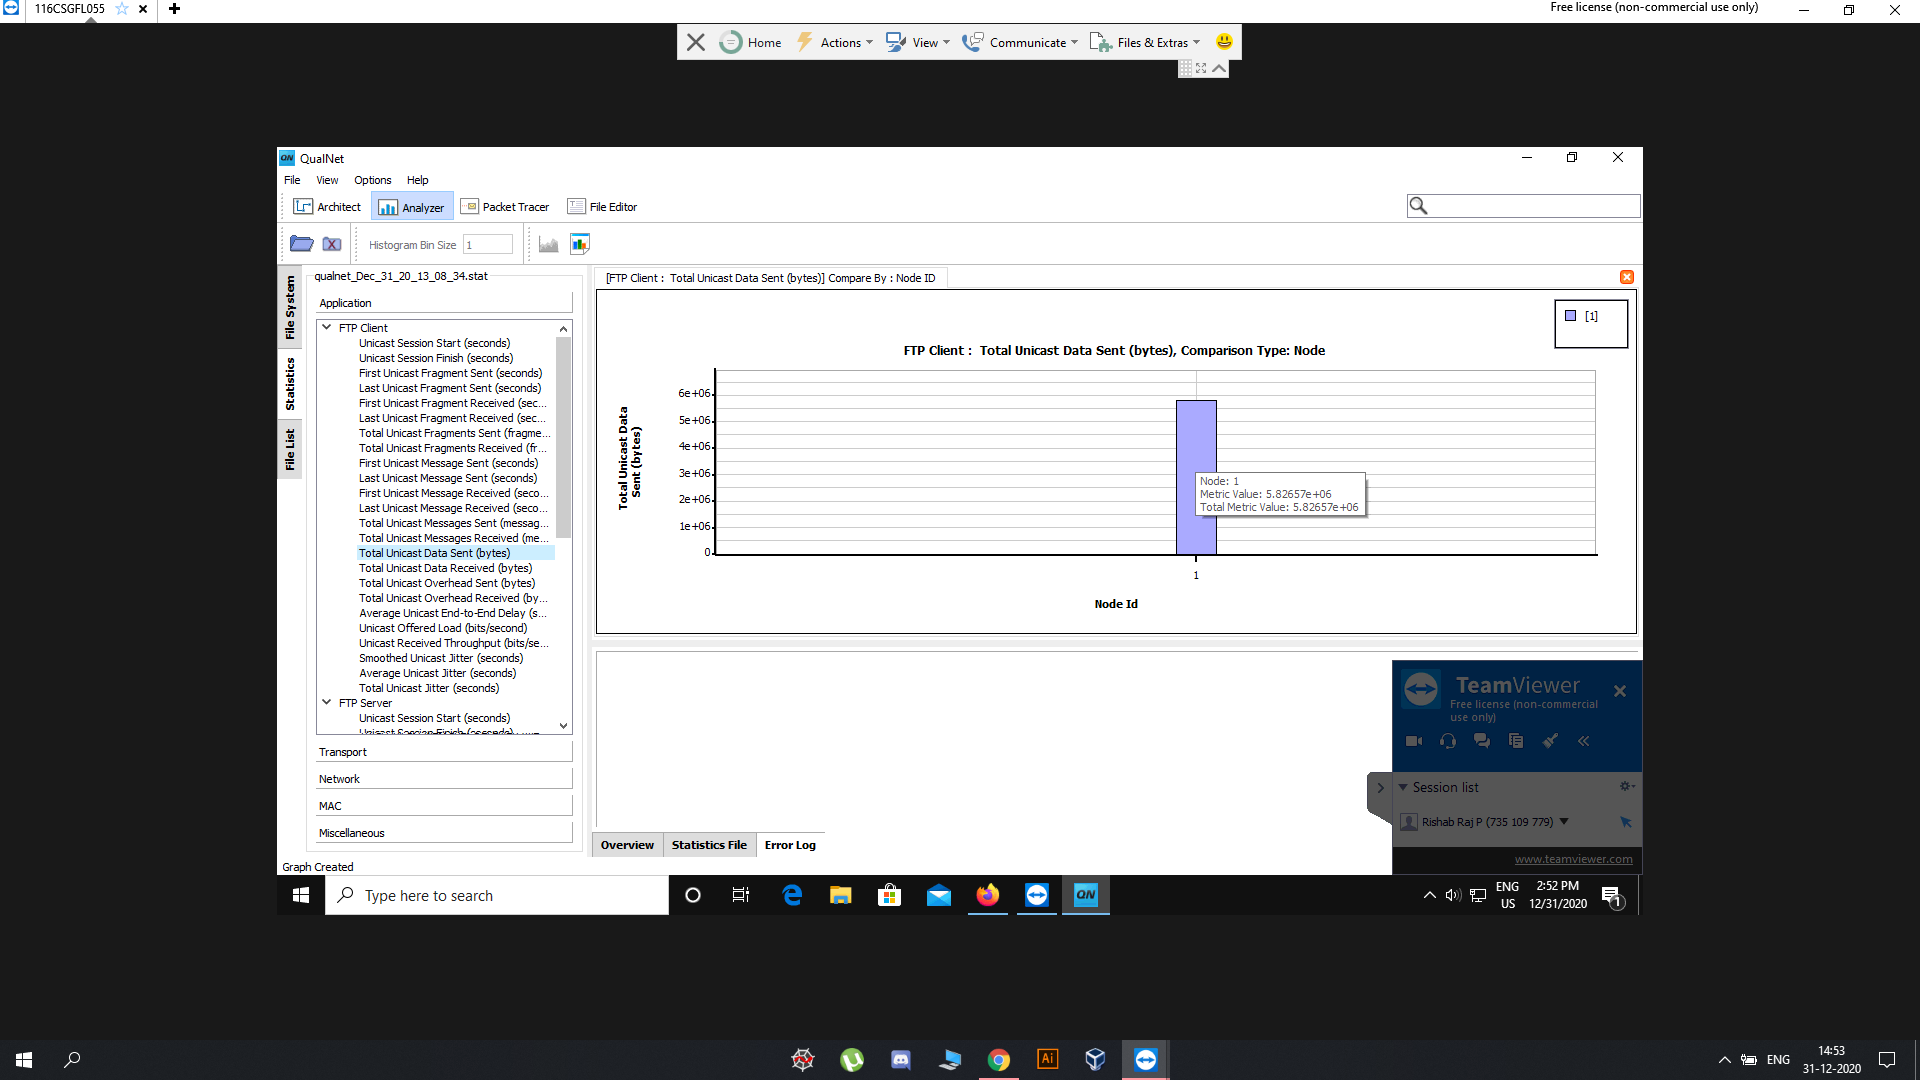 116CSGFL055
Free license (non-commercial use only)
Home Actions View Communicate Files & Extras
QN QualNet
File View Options Help
Architect Analyzer Packet Tracer File Editor
Histogram Bin Size 1
File System
Statistics
File List
qualnet_Dec_31_20_13_08_34.stat
Application
FTP Client
Unicast Session Start (seconds)
Unicast Session Finish (seconds)
First Unicast Fragment Sent (seconds)
Last Unicast Fragment Sent (seconds)
First Unicast Fragment Received (sec...
Last Unicast Fragment Received (sec...
Total Unicast Fragments Sent (fragme...
Total Unicast Fragments Received (fr...
First Unicast Message Sent (seconds)
Last Unicast Message Sent (seconds)
First Unicast Message Received (seco...
Last Unicast Message Received (seco...
Total Unicast Messages Sent (messag...
Total Unicast Messages Received (me...
Total Unicast Data Sent (bytes)
Total Unicast Data Received (bytes)
Total Unicast Overhead Sent (bytes)
Total Unicast Overhead Received (by...
Average Unicast End-to-End Delay (s...
Unicast Offered Load (bits/second)
Unicast Received Throughput (bits/se...
Smoothed Unicast Jitter (seconds)
Average Unicast Jitter (seconds)
Total Unicast Jitter (seconds)
FTP Server
Unicast Session Start (seconds)
Unicast Session Finish (seconds)
Transport
Network
MAC
Miscellaneous
Graph Created
[FTP Client : Total Unicast Data Sent (bytes)] Compare By : Node ID
[1]
FTP Client : Total Unicast Data Sent (bytes), Comparison Type: Node
Total Unicast Data
Sent (bytes)
6e+06
5e+06
4e+06
3e+06
2e+06
1e+06
0
Node: 1
Metric Value: 5.82657e+06
Total Metric Value: 5.82657e+06
1
Node Id
Overview Statistics File Error Log
TeamViewer
Free license (non-commercial
use only)
Session list
Rishab Raj P (735 109 779)
www.teamviewer.com
Type here to search
QN
ENG
US
2:52 PM
12/31/2020
1
Ai
ENG
14:53
31-12-2020